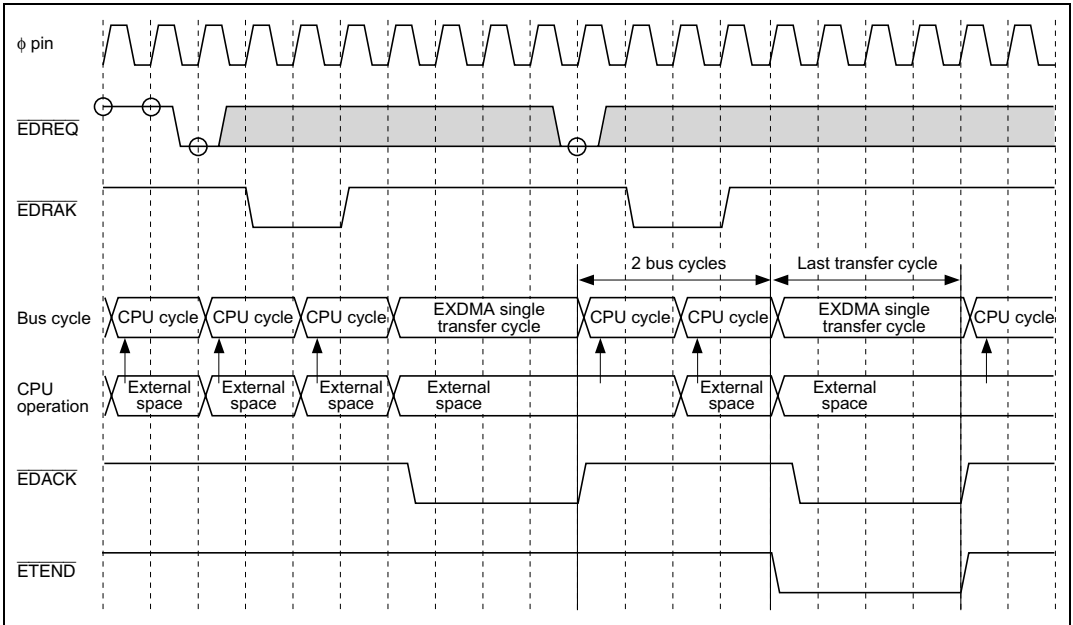 ϕ pin
EDREQ
EDRAK
2 bus cycles
Last transfer cycle
Bus cycle
CPU cycle
CPU cycle
CPU cycle
EXDMA single
transfer cycle
CPU cycle
CPU cycle
EXDMA single
transfer cycle
CPU cycle
CPU
operation
External
space
External
space
External
space
External
space
External
space
External
space
EDACK
ETEND